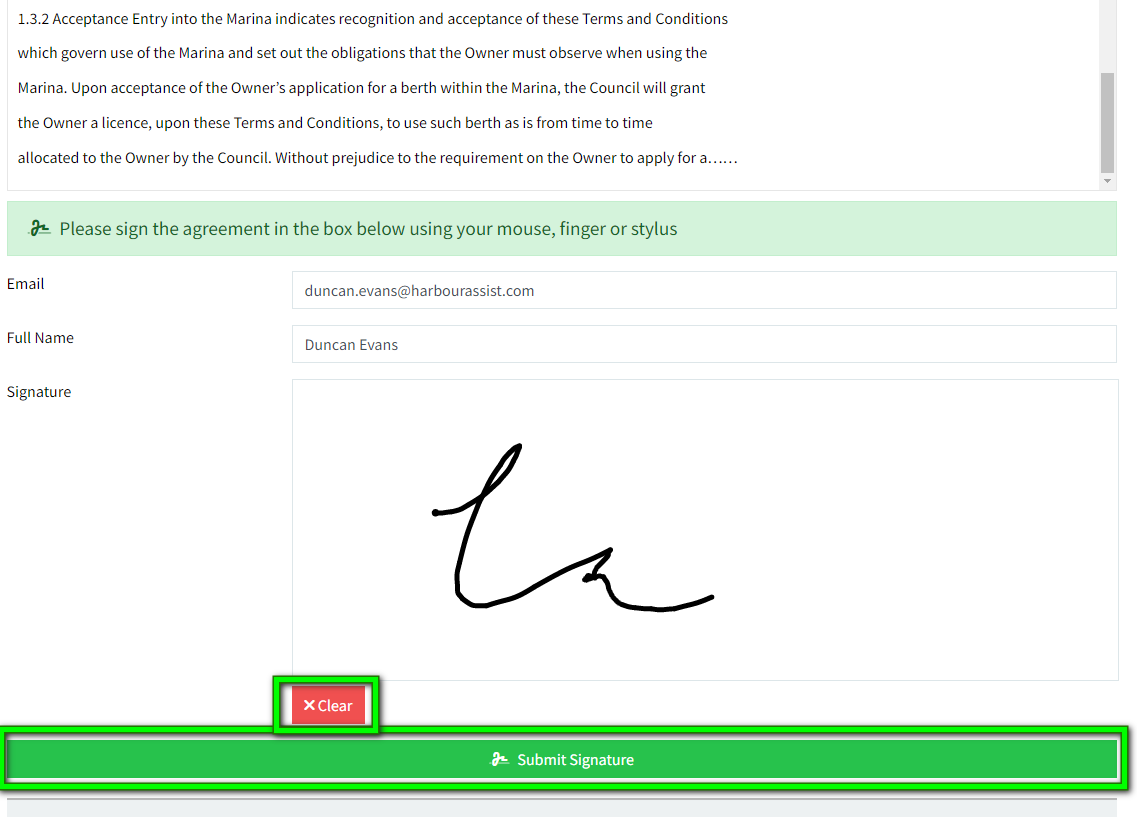 1.3.2 Acceptance Entry into the Marina indicates recognition and acceptance of these Terms and Conditions
which govern use of the Marina and set out the obligations that the Owner must observe when using the
Marina. Upon acceptance of the Owner’s application for a berth within the Marina, the Council will grant
the Owner a licence, upon these Terms and Conditions, to use such berth as is from time to time
allocated to the Owner by the Council. Without prejudice to the requirement on the Owner to apply for a……
Please sign the agreement in the box below using your mouse, finger or stylus
Email
duncan.evans@harbourassist.com
Full Name
Duncan Evans
Signature
Clear
Submit Signature